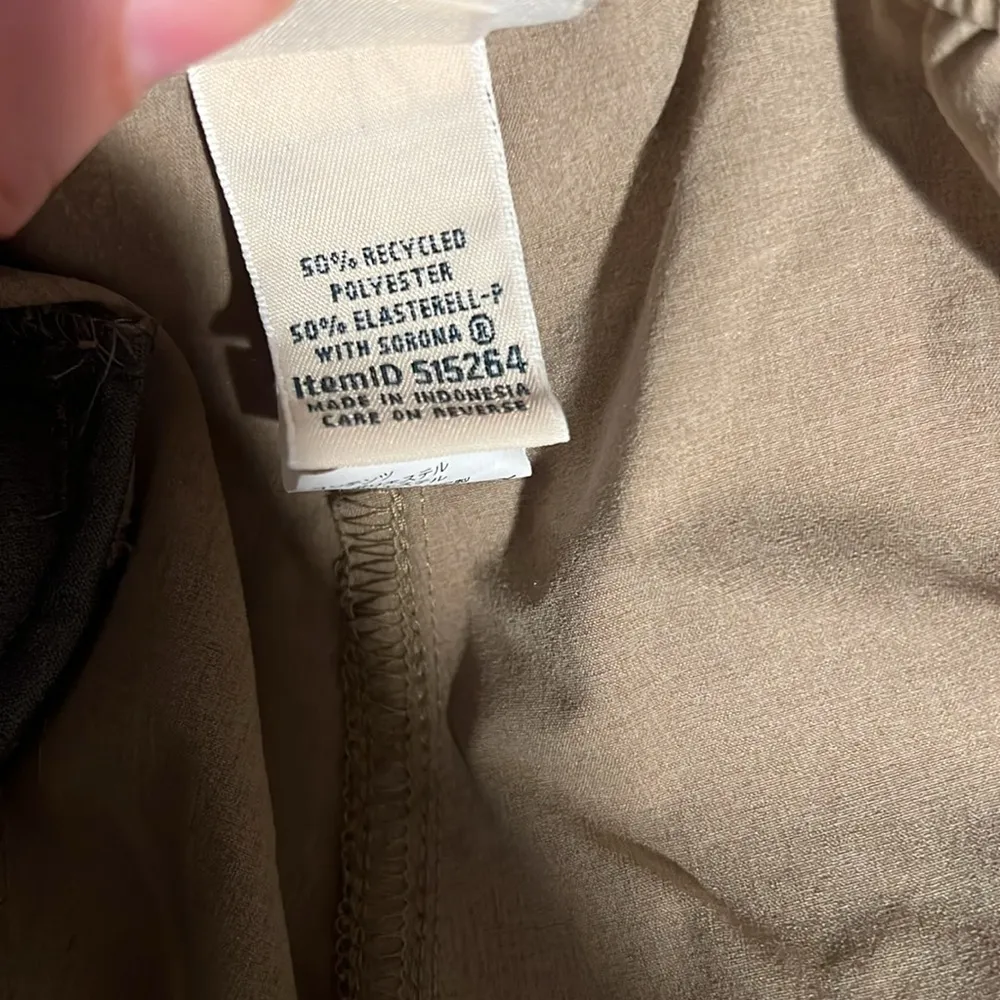 50% RECYCLED
POLYESTER
50% ELASTERELL-P
WITH SORONA ®
ItemID 515264
MADE IN INDONESIA
CARE ON REVERSE